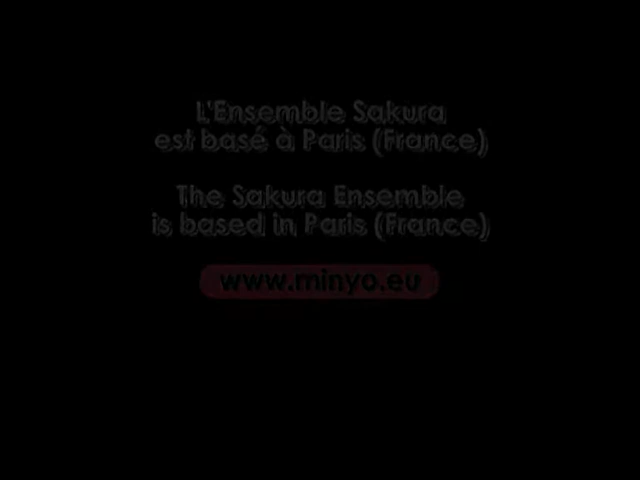 L'Ensemble Sakura
est basé à Paris (France)
The Sakura Ensemble
is based in Paris (France)
www.minyo.eu